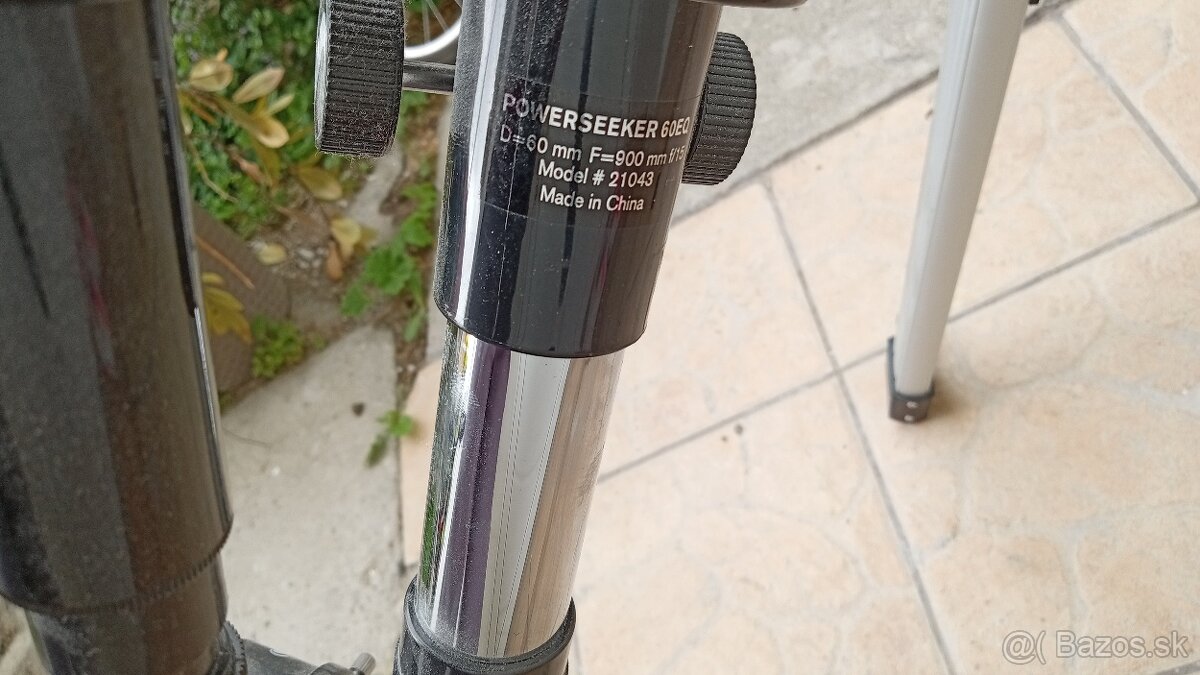 POWERSEEKER 60EQ
D=60 mm F=900 mm f/15
Model # 21043
Made in China
@( Bazos.sk